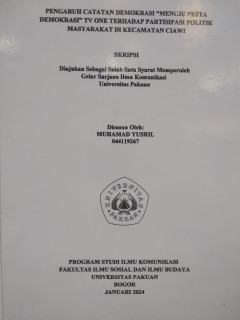 PENGARUH CATATAN DEMOKRASI "MENUJU PESTA
DEMOKRASI" TV ONE TERHADAP PARTISIPASI POLITIK
MASYARAKAT DI KECAMATAN CIAWI
SKRIPSI
Diajukan Sebagai Salah Satu Syarat Memperoleh
Gelar Sarjana Ilmu Komunikasi
Universitas Pakuan
Disusun Oleh:
MUHAMAD YUSRIL
044119267
UNIVERSITAS
PAKUAN
PROGRAM STUDI ILMU KOMUNIKASI
FAKULTAS ILMU SOSIAL DAN ILMU BUDAYA
UNIVERSITAS PAKUAN
BOGOR
JANUARI 2024